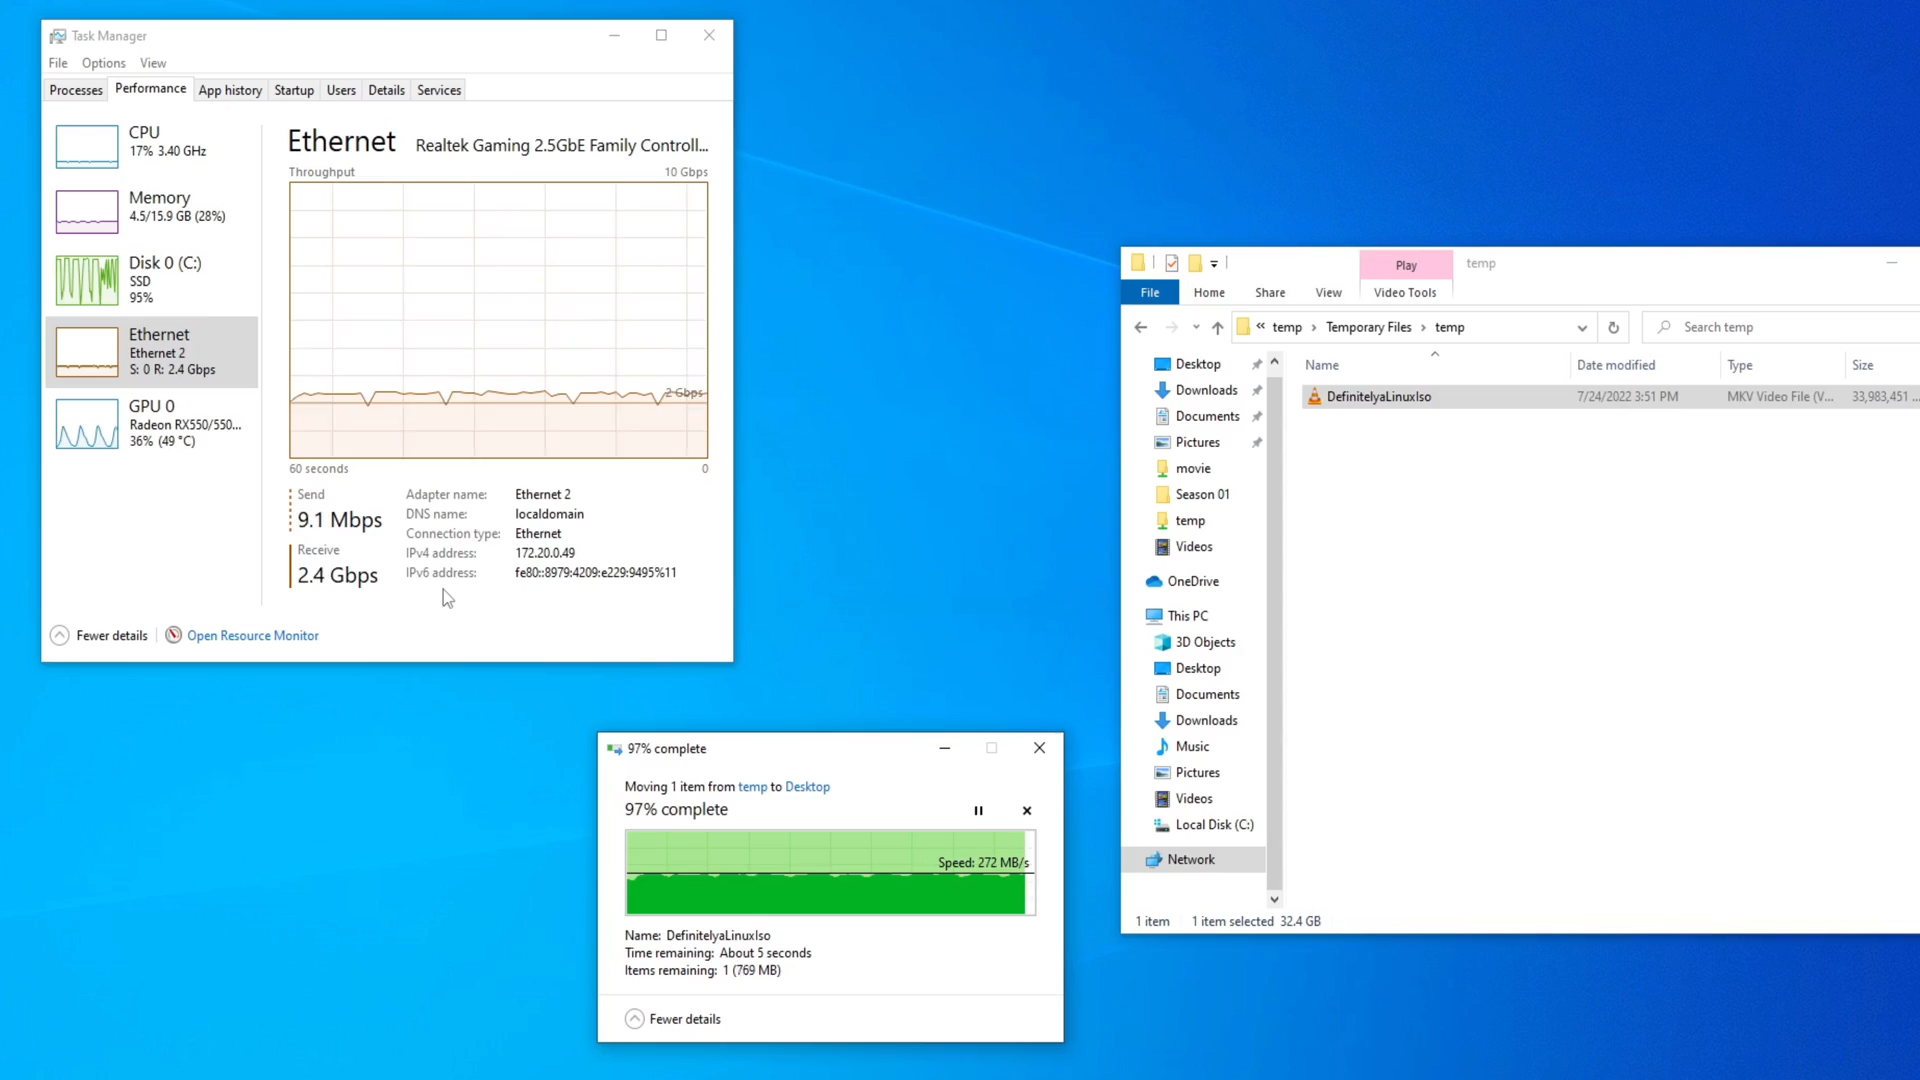 Task Manager
File Options View
Processes Performance App history Startup Users Details Services
CPU
17% 3.40 GHz
Memory
4.5/15.9 GB (28%)
Disk 0 (C:)
SSD
95%
Ethernet
Ethernet 2
S: 0 R: 2.4 Gbps
GPU 0
Radeon RX550/550...
36% (49 °C)
Ethernet Realtek Gaming 2.5GbE Family Controll...
Throughput 10 Gbps
2 Gbps
60 seconds 0
Send
9.1 Mbps
Receive
2.4 Gbps
Adapter name: Ethernet 2
DNS name: localdomain
Connection type: Ethernet
IPv4 address: 172.20.0.49
IPv6 address: fe80::8979:4209:e229:9495%11
Fewer details Open Resource Monitor
97% complete
Moving 1 item from temp to Desktop
97% complete
Speed: 272 MB/s
Name: DefinitelyaLinuxIso
Time remaining: About 5 seconds
Items remaining: 1 (769 MB)
Fewer details
Play temp
File Home Share View Video Tools
« temp › Temporary Files › temp
Search temp
Name Date modified Type Size
DefinitelyaLinuxIso 7/24/2022 3:51 PM MKV Video File (V... 33,983,451 ...
Desktop
Downloads
Documents
Pictures
movie
Season 01
temp
Videos
OneDrive
This PC
3D Objects
Desktop
Documents
Downloads
Music
Pictures
Videos
Local Disk (C:)
Network
1 item 1 item selected 32.4 GB